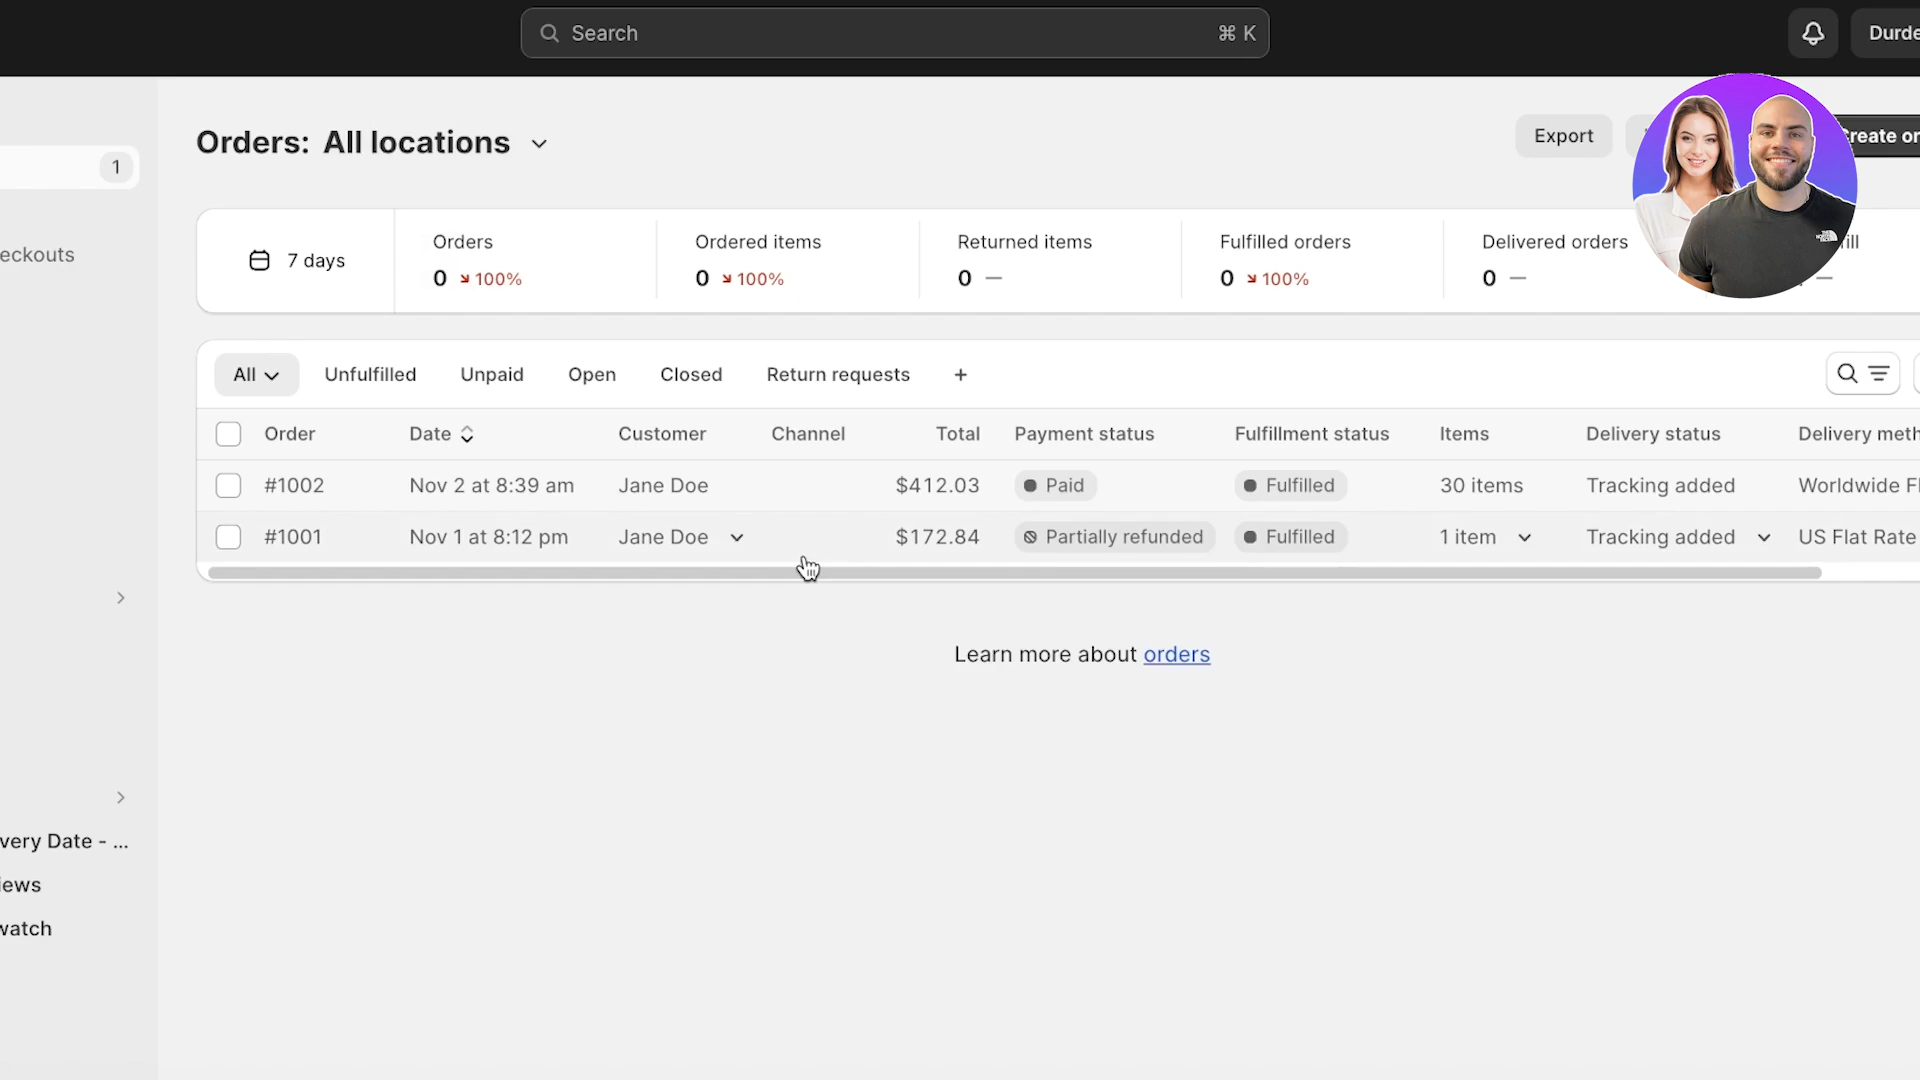 Search ⌘ K
Durde
Orders: All locations
Export
Create or
1
eckouts
7 days
Orders
0 100%
Ordered items
0 100%
Returned items
0 —
Fulfilled orders
0 100%
Delivered orders
0 —
ill
—
All
Unfulfilled
Unpaid
Open
Closed
Return requests
+
Order Date Customer Channel Total Payment status Fulfillment status Items Delivery status Delivery meth
#1002 Nov 2 at 8:39 am Jane Doe $412.03 Paid Fulfilled 30 items Tracking added Worldwide Fl
#1001 Nov 1 at 8:12 pm Jane Doe $172.84 Partially refunded Fulfilled 1 item Tracking added US Flat Rate
Learn more about orders
very Date - ...
iews
watch